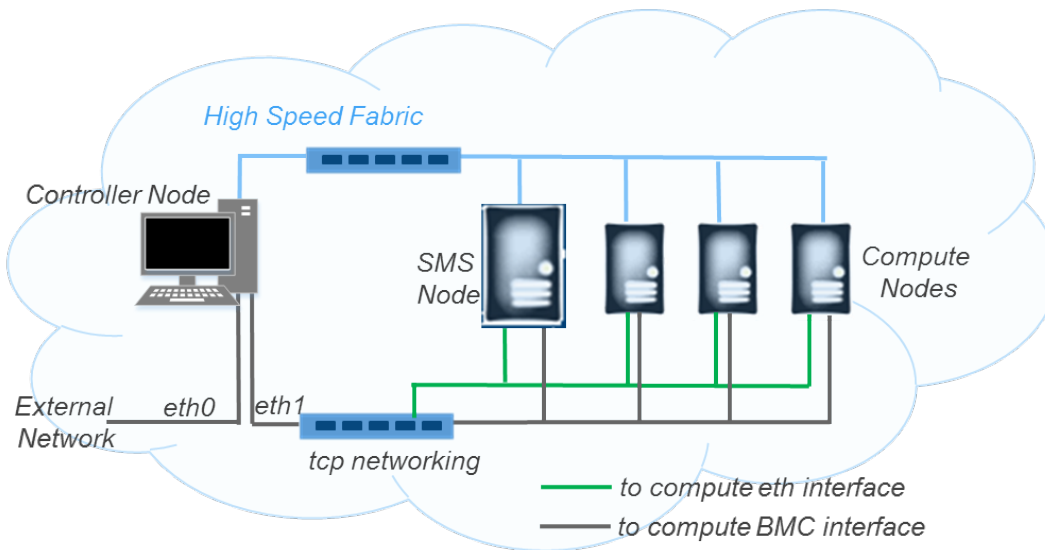 High Speed Fabric
Controller Node
SMS
Node
Compute
Nodes
External
Network
eth0
eth1
tcp networking
to compute eth interface
to compute BMC interface